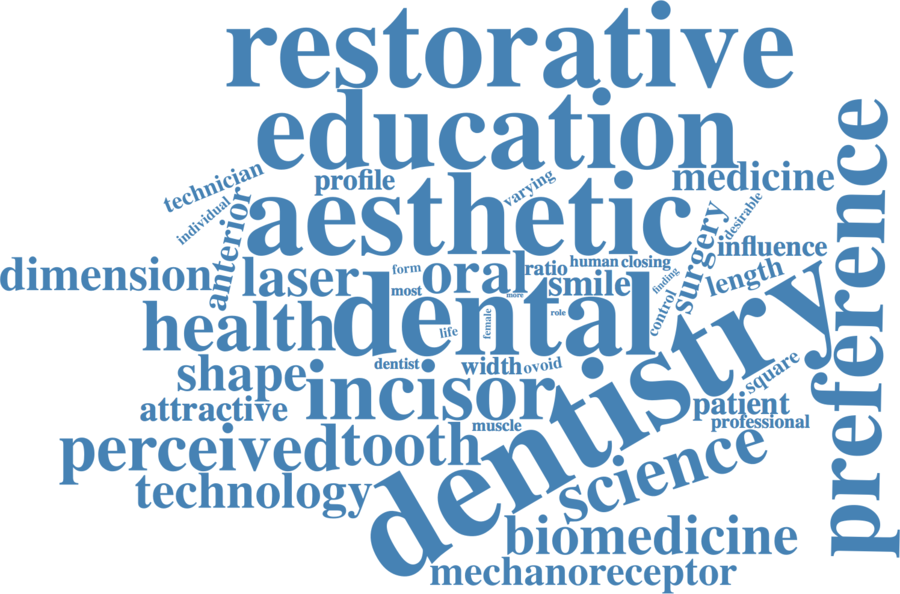 restorative
education
preference
technician
profile
varying
medicine
individual
anterior
aesthetic
surgery
desirable
influence
dimension
laser
form
oral
ratio
human closing
smile
finding
length
most
more
control
health
dental
life
female
role
dentistry
dentist
width
ovoid
shape
incisor
square
attractive
muscle
patient
professional
perceived
tooth
science
technology
biomedicine
mechanoreceptor